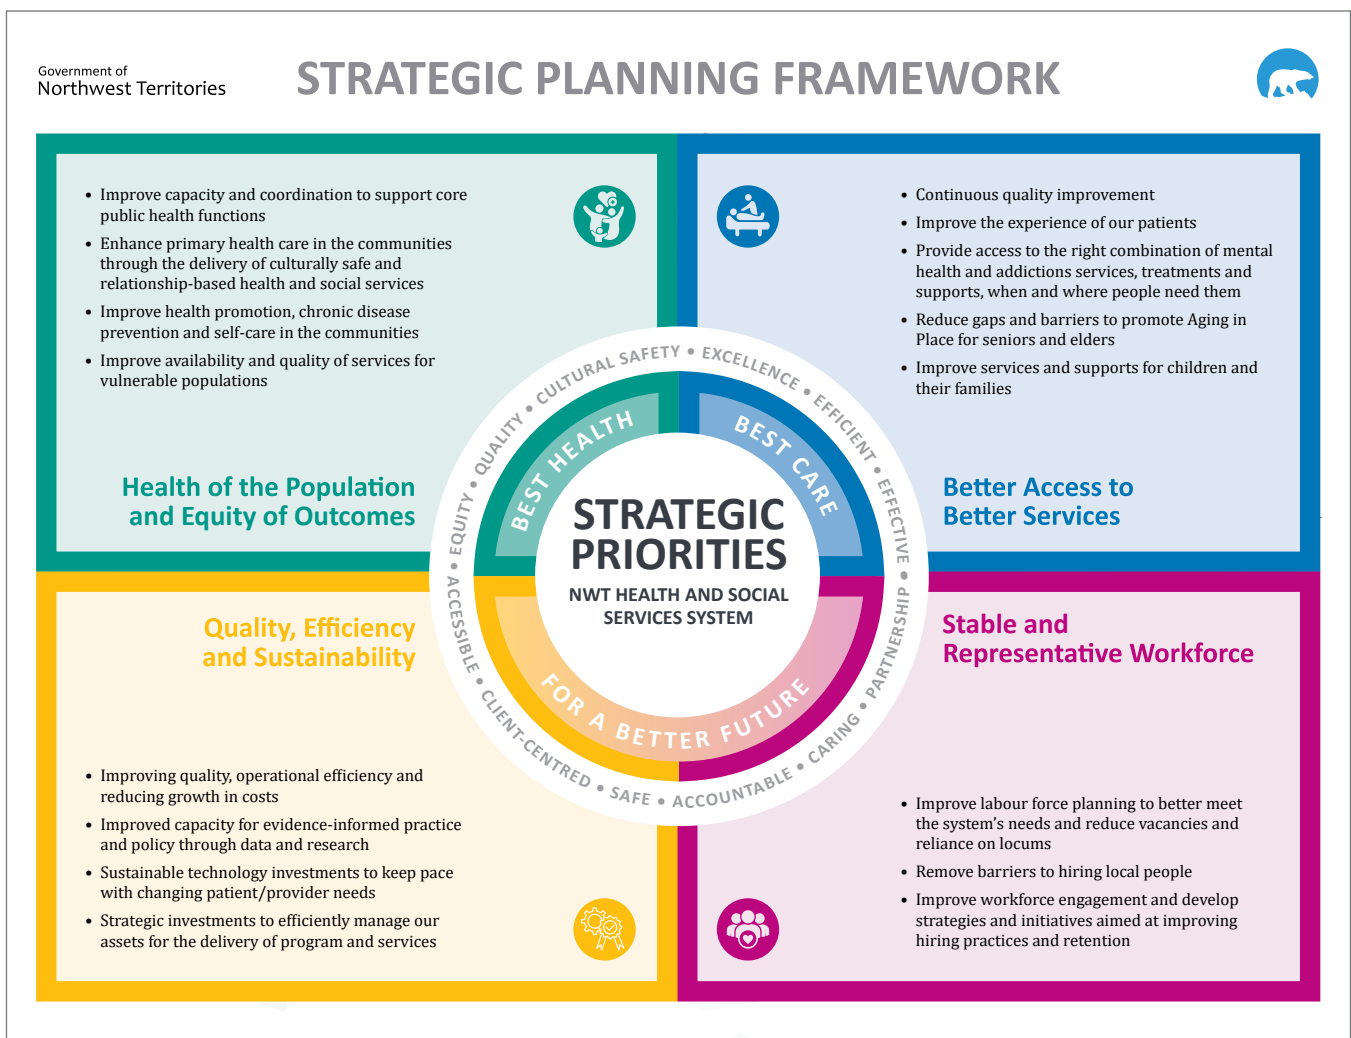 Government of
Northwest Territories
STRATEGIC PLANNING FRAMEWORK
• Improve capacity and coordination to support core
public health functions
• Enhance primary health care in the communities
through the delivery of culturally safe and
relationship-based health and social services
• Improve health promotion, chronic disease
prevention and self-care in the communities
• Improve availability and quality of services for
vulnerable populations
Health of the Population
and Equity of Outcomes
• Continuous quality improvement
• Improve the experience of our patients
• Provide access to the right combination of mental
health and addictions services, treatments and
supports, when and where people need them
• Reduce gaps and barriers to promote Aging in
Place for seniors and elders
• Improve services and supports for children and
their families
Better Access to
Better Services
• EQUITY • QUALITY • CULTURAL SAFETY • EXCELLENCE • EFFICIENT • EFFECTIVE • PARTNERSHIP • CARING • ACCOUNTABLE • SAFE • CLIENT-CENTRED • ACCESSIBLE
BEST HEALTH
BEST CARE
FOR A BETTER FUTURE
STRATEGIC
PRIORITIES
NWT HEALTH AND SOCIAL
SERVICES SYSTEM
Quality, Efficiency
and Sustainability
• Improving quality, operational efficiency and
reducing growth in costs
• Improved capacity for evidence-informed practice
and policy through data and research
• Sustainable technology investments to keep pace
with changing patient/provider needs
• Strategic investments to efficiently manage our
assets for the delivery of program and services
Stable and
Representative Workforce
• Improve labour force planning to better meet
the system's needs and reduce vacancies and
reliance on locums
• Remove barriers to hiring local people
• Improve workforce engagement and develop
strategies and initiatives aimed at improving
hiring practices and retention